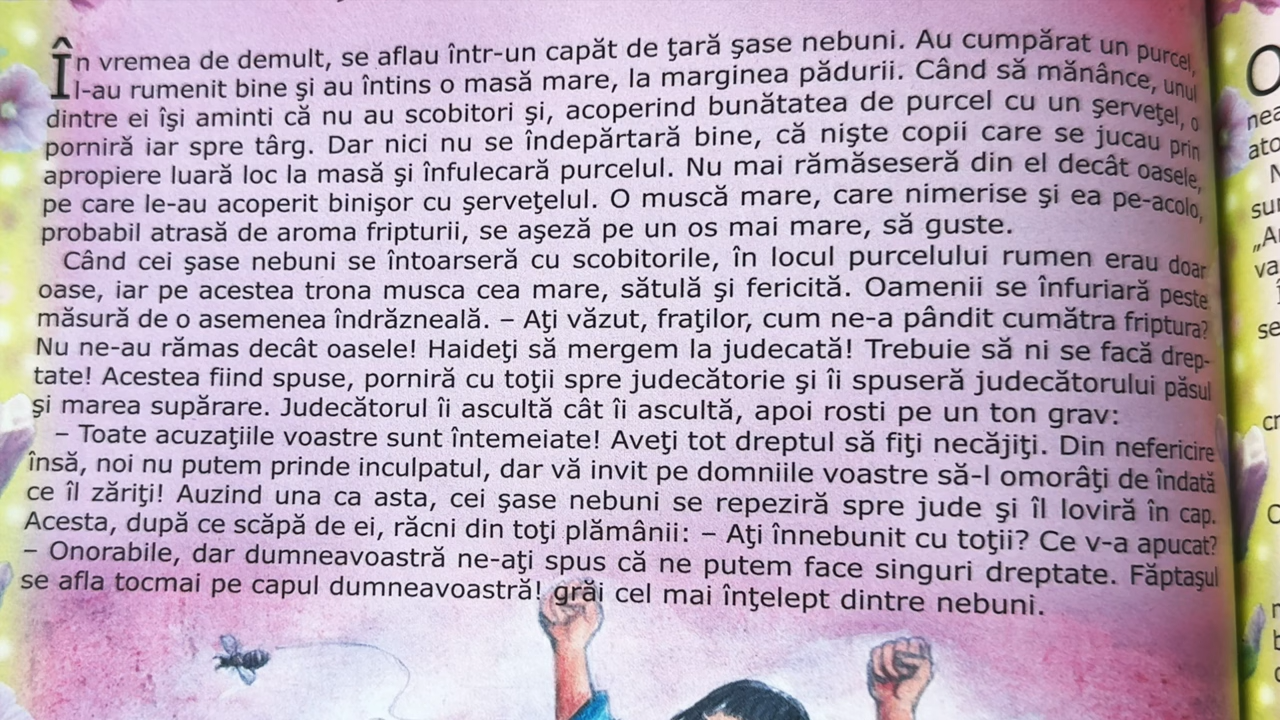 În vremea de demult, se aflau într-un capăt de ţară şase nebuni. Au cumpărat un purcel,
l-au rumenit bine şi au întins o masă mare, la marginea pădurii. Când să mănânce, unul
dintre ei îşi aminti că nu au scobitori şi, acoperind bunătatea de purcel cu un şerveţel, o
porniră iar spre târg. Dar nici nu se îndepărtară bine, că nişte copii care se jucau prin
apropiere luară loc la masă şi înfulecară purcelul. Nu mai rămăseseră din el decât oasele,
pe care le-au acoperit binişor cu şerveţelul. O muscă mare, care nimerise şi ea pe-acolo,
probabil atrasă de aroma fripturii, se aşeză pe un os mai mare, să guste.
Când cei şase nebuni se întoarseră cu scobitorile, în locul purcelului rumen erau doar
oase, iar pe acestea trona musca cea mare, sătulă şi fericită. Oamenii se înfuriară peste
măsură de o asemenea îndrăzneală. – Aţi văzut, fraţilor, cum ne-a pândit cumătra friptura?
Nu ne-au rămas decât oasele! Haideţi să mergem la judecată! Trebuie să ni se facă drep-
tate! Acestea fiind spuse, porniră cu toţii spre judecătorie şi îi spuseră judecătorului păsul
şi marea supărare. Judecătorul îi ascultă cât îi ascultă, apoi rosti pe un ton grav:
– Toate acuzaţiile voastre sunt întemeiate! Aveţi tot dreptul să fiţi necăjiţi. Din nefericire
însă, noi nu putem prinde inculpatul, dar vă invit pe domniile voastre să-l omorâţi de îndată
ce îl zăriţi! Auzind una ca asta, cei şase nebuni se repeziră spre jude şi îl loviră în cap.
Acesta, după ce scăpă de ei, răcni din toţi plămânii: – Aţi înnebunit cu toţii? Ce v-a apucat?
– Onorabile, dar dumneavoastră ne-aţi spus că ne putem face singuri dreptate. Făptaşul
se afla tocmai pe capul dumneavoastră! grăi cel mai înţelept dintre nebuni.